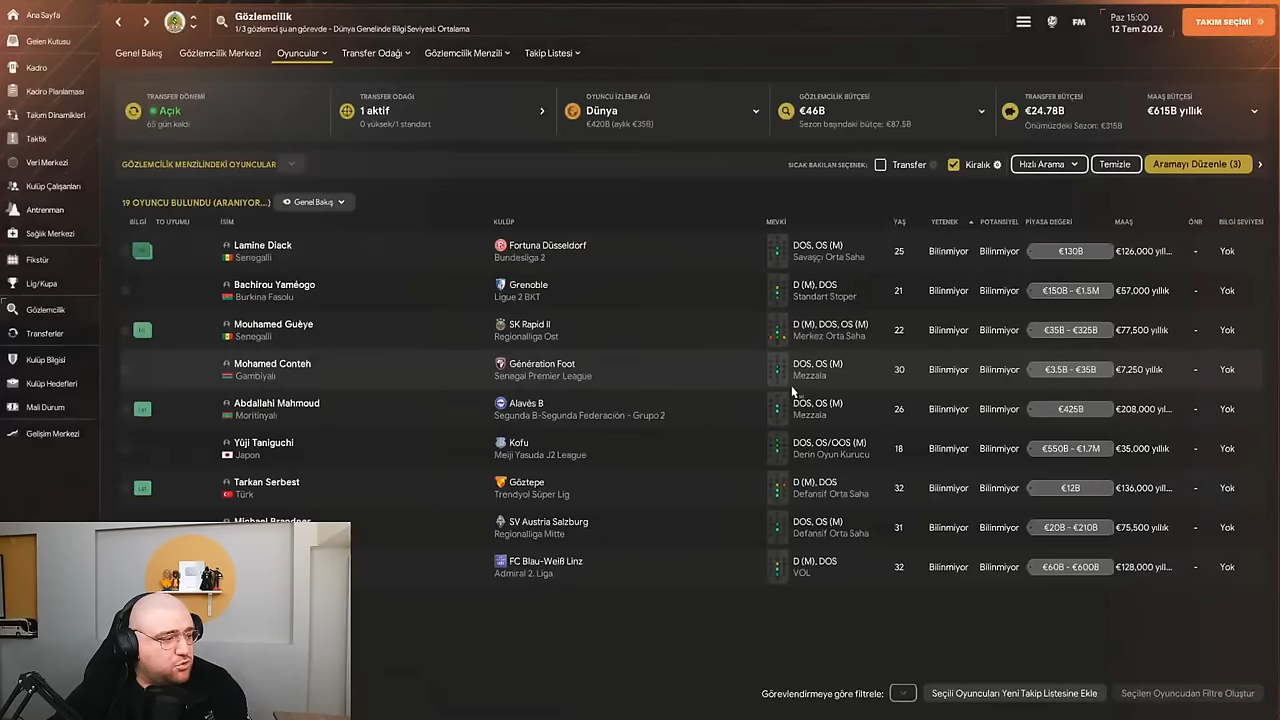 Ana Sayfa
Gelen Kutusu
Kadro
Kadro Planlaması
Takım Dinamikleri
Taktik
Veri Merkezi
Kulüp Çalışanları
Antrenman
Sağlık Merkezi
Fikstür
Lig/Kupa
Gözlemcilik
Transferler
Kulüp Bilgisi
Kulüp Hedefleri
Mali Durum
Gelişim Merkezi
Gözlemcilik
1/3 gözlemci şu an görevde - Dünya Genelinde Bilgi Seviyesi: Ortalama
FM
Paz 15:00
12 Tem 2026
TAKIM SEÇİMİ
Genel Bakış Gözlemcilik Merkezi Oyuncular Transfer Odağı Gözlemcilik Menzili Takip Listesi
TRANSFER DÖNEMİ
Açık
65 gün kaldı
TRANSFER ODAĞI
1 aktif
0 yüksek/1 standart
OYUNCU İZLEME AĞI
Dünya
€420B (aylık €35B)
GÖZLEMCİLİK BÜTÇESİ
€46B
Sezon başındaki bütçe: €87.5B
TRANSFER BÜTÇESİ
€24.78B
Önümüzdeki Sezon: €315B
MAAŞ BÜTÇESİ
€615B yıllık
GÖZLEMCİLİK MENZİLİNDEKİ OYUNCULAR
SICAK BAKILAN SEÇENEK: Transfer Kiralık Hızlı Arama Temizle Aramayı Düzenle (3)
19 OYUNCU BULUNDU (ARANIYOR...) Genel Bakış
BİLGİ TO UYUMU İSİM KULÜP MEVKİ YAŞ YETENEK POTANSİYEL PİYASA DEĞERİ MAAŞ ÖNR BİLGİ SEVİYESİ
Lamine Diack Fortuna Düsseldorf DOS, OS (M) 25 Bilinmiyor Bilinmiyor €130B €126,000 yıll... - Yok
Senegalli Bundesliga 2 Savaşçı Orta Saha
Bachirou Yaméogo Grenoble D (M), DOS 21 Bilinmiyor Bilinmiyor €150B - €1.5M €57,000 yıllık - Yok
Burkina Fasolu Ligue 2 BKT Standart Stoper
Mouhamed Guèye SK Rapid II D (M), DOS, OS (M) 22 Bilinmiyor Bilinmiyor €35B - €325B €77,500 yıllık - Yok
Senegalli Regionalliga Ost Merkez Orta Saha
Mohamed Conteh Génération Foot DOS, OS (M) 30 Bilinmiyor Bilinmiyor €3.5B - €35B €7,250 yıllık - Yok
Gambiyalı Senegal Premier League Mezzala
Abdallahi Mahmoud Alavés B DOS, OS (M) 26 Bilinmiyor Bilinmiyor €425B €208,000 yıll... - Yok
Moritinyalı Segunda B-Segunda Federación - Grupo 2 Mezzala
Yûji Taniguchi Kofu DOS, OS/OOS (M) 18 Bilinmiyor Bilinmiyor €550B - €1.7M €35,000 yıllık - Yok
Japon Meiji Yasuda J2 League Derin Oyun Kurucu
Tarkan Serbest Göztepe D (M), DOS 32 Bilinmiyor Bilinmiyor €12B €136,000 yıll... - Yok
Türk Trendyol Süper Lig Defansif Orta Saha
Michael Brandner SV Austria Salzburg DOS, OS (M) 31 Bilinmiyor Bilinmiyor €20B - €210B €75,500 yıllık - Yok
Regionalliga Mitte Defansif Orta Saha
FC Blau-Weiß Linz D (M), DOS 32 Bilinmiyor Bilinmiyor €60B - €600B €128,000 yıll... - Yok
Admiral 2. Liga VOL
Görevlendirmeye göre filtrele: Seçili Oyuncuları Yeni Takip Listesine Ekle Seçilen Oyuncudan Filtre Oluştur